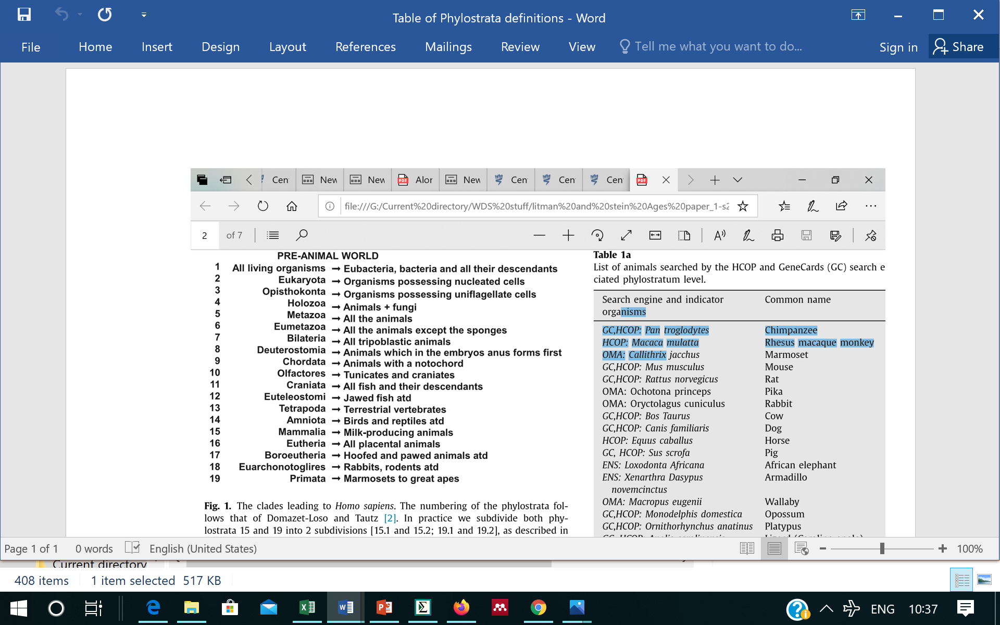 Table of Phylostrata definitions - Word
File Home Insert Design Layout References Mailings Review View Tell me what you want to do... Sign in Share
Cen New New PDF Alor New Cen Cen Cen PDF
file:///G:/Current%20directory/WDS%20stuff/litman%20and%20stein%20Ages%20paper_1-s2
2 of 7
PRE-ANIMAL WORLD
1 All living organisms → Eubacteria, bacteria and all their descendants
2 Eukaryota → Organisms possessing nucleated cells
3 Opisthokonta → Organisms possessing uniflagellate cells
4 Holozoa → Animals + fungi
5 Metazoa → All the animals
6 Eumetazoa → All the animals except the sponges
7 Bilateria → All tripoblastic animals
8 Deuterostomia → Animals which in the embryos anus forms first
9 Chordata → Animals with a notochord
10 Olfactores → Tunicates and craniates
11 Craniata → All fish and their descendants
12 Euteleostomi → Jawed fish atd
13 Tetrapoda → Terrestrial vertebrates
14 Amniota → Birds and reptiles atd
15 Mammalia → Milk-producing animals
16 Eutheria → All placental animals
17 Boroeutheria → Hoofed and pawed animals atd
18 Euarchonotoglires → Rabbits, rodents atd
19 Primata → Marmosets to great apes
Fig. 1. The clades leading to Homo sapiens. The numbering of the phylostrata fol-
lows that of Domazet-Loso and Tautz [2]. In practice we subdivide both phy-
lostrata 15 and 19 into 2 subdivisions [15.1 and 15.2; 19.1 and 19.2], as described in
Table 1a
List of animals searched by the HCOP and GeneCards (GC) search e
ciated phylostratum level.
Search engine and indicator Common name
organisms
GC,HCOP: Pan troglodytes Chimpanzee
HCOP: Macaca mulatta Rhesus macaque monkey
OMA: Callithrix jacchus Marmoset
GC,HCOP: Mus musculus Mouse
GC,HCOP: Rattus norvegicus Rat
OMA: Ochotona princeps Pika
OMA: Oryctolagus cuniculus Rabbit
GC,HCOP: Bos Taurus Cow
GC,HCOP: Canis familiaris Dog
HCOP: Equus caballus Horse
GC, HCOP: Sus scrofa Pig
ENS: Loxodonta Africana African elephant
ENS: Xenarthra Dasypus Armadillo
novemcinctus
OMA: Macropus eugenii Wallaby
GC,HCOP: Monodelphis domestica Opossum
GC,HCOP: Ornithorhynchus anatinus Platypus
Page 1 of 1 0 words English (United States) 100%
Current directory
408 items 1 item selected 517 KB
ENG 10:37